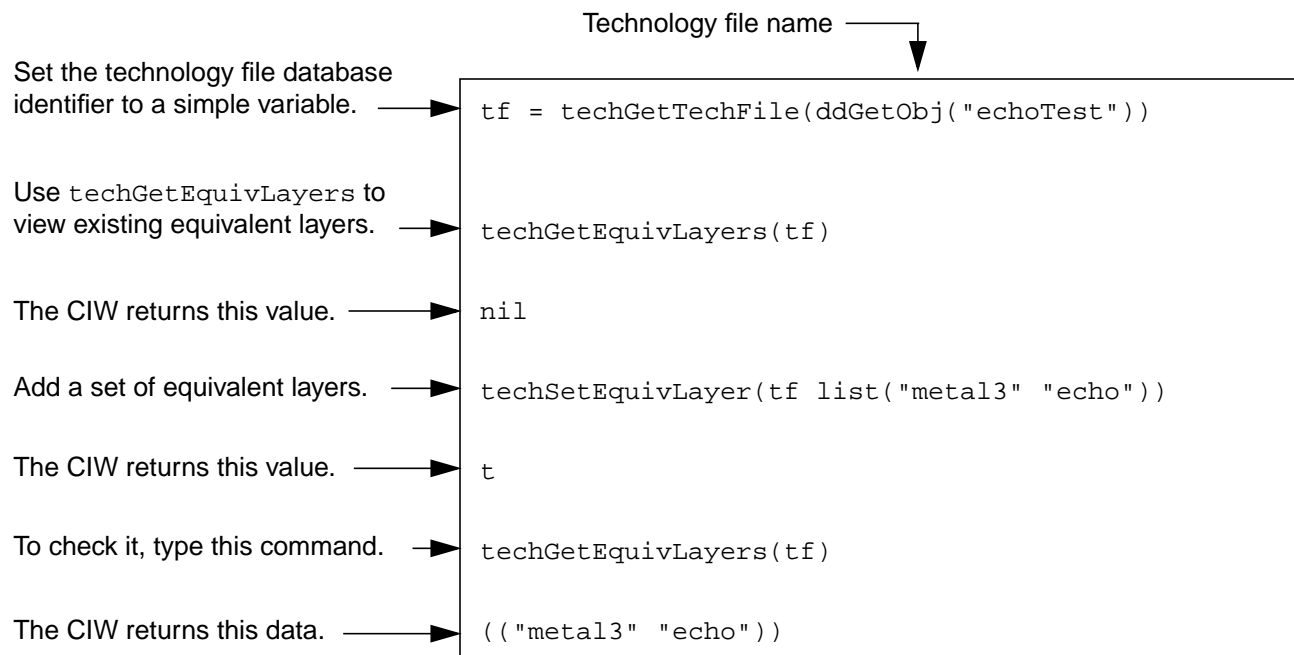 Technology file name
Set the technology file database
identifier to a simple variable.
tf = techGetTechFile(ddGetObj("echoTest"))
Use techGetEquivLayers to
view existing equivalent layers.
techGetEquivLayers(tf)
The CIW returns this value.
nil
Add a set of equivalent layers.
techSetEquivLayer(tf list("metal3" "echo"))
The CIW returns this value.
t
To check it, type this command.
techGetEquivLayers(tf)
The CIW returns this data.
(("metal3" "echo"))